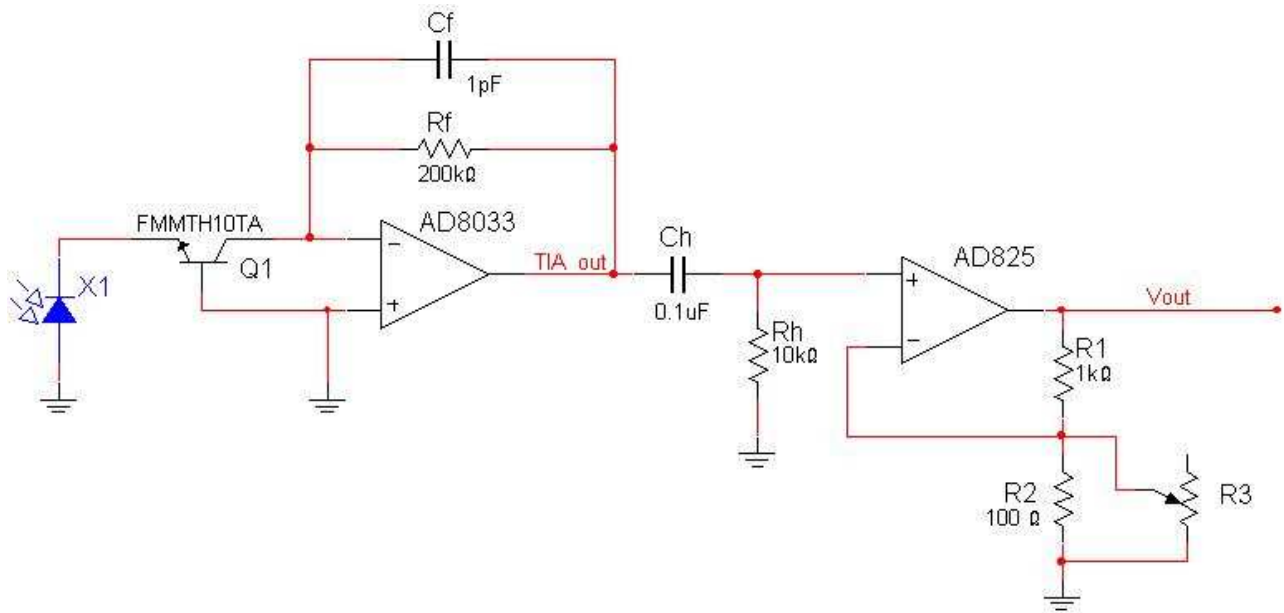 Cf
1pF
Rf
200kΩ
FMMTH10TA
AD8033
Q1
X1
TIA out
Ch
0.1uF
AD825
Vout
Rh
10kΩ
R1
1kΩ
R2
100 Ω
R3